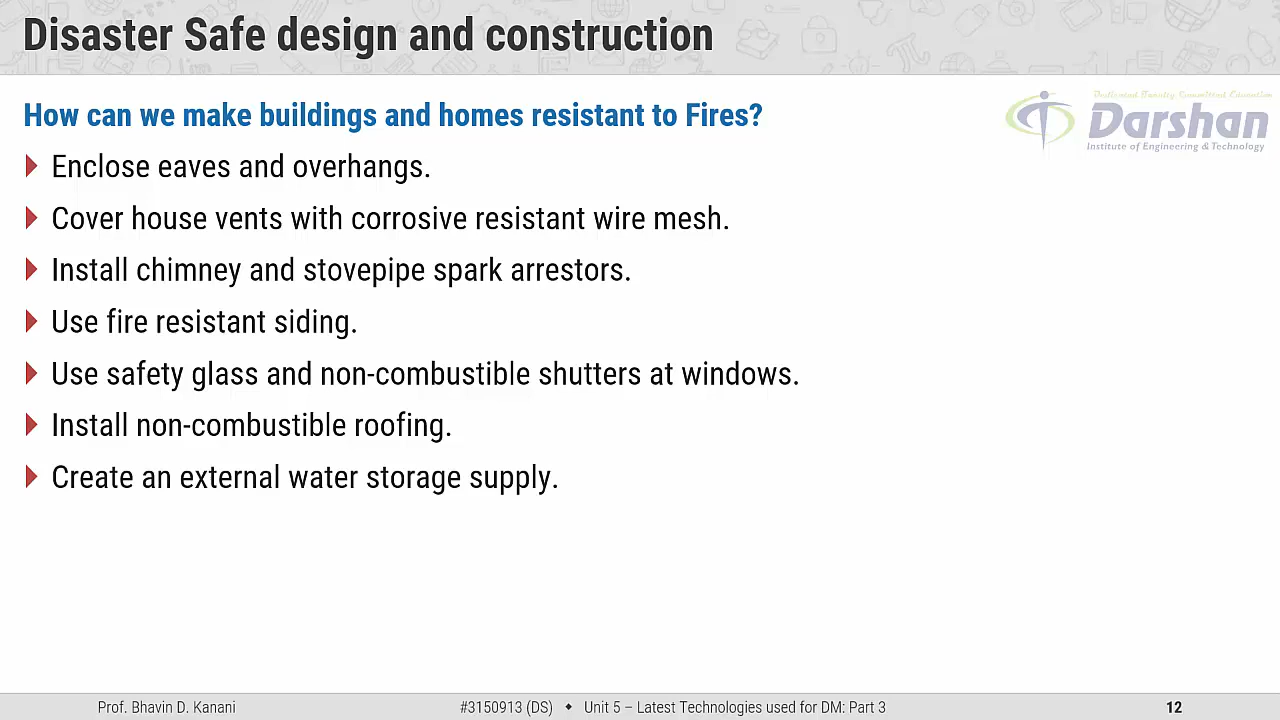 Disaster Safe design and construction
How can we make buildings and homes resistant to Fires?
Dedicated Faculty Committed Education
Darshan
Institute of Engineering & Technology
Enclose eaves and overhangs.
Cover house vents with corrosive resistant wire mesh.
Install chimney and stovepipe spark arrestors.
Use fire resistant siding.
Use safety glass and non-combustible shutters at windows.
Install non-combustible roofing.
Create an external water storage supply.
Prof. Bhavin D. Kanani
#3150913 (DS) ◆ Unit 5 – Latest Technologies used for DM: Part 3
12